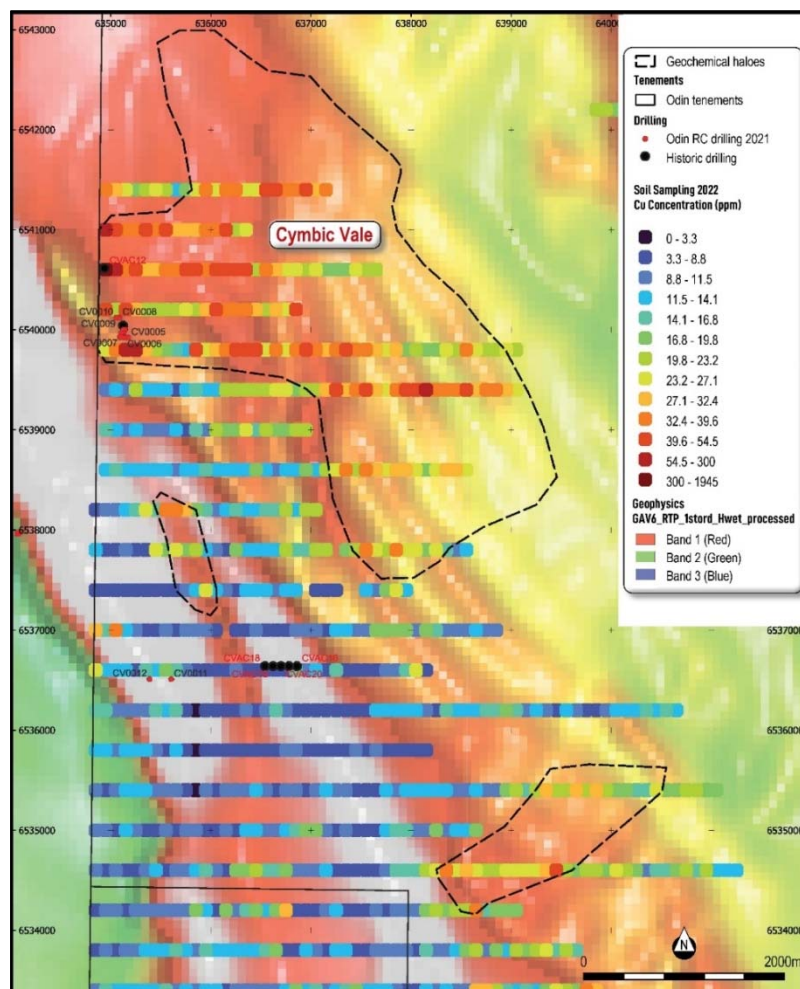 635000 636000 637000 638000 639000 64000
6543000
6542000
6541000
6540000
6539000
6538000
6537000
6536000
6535000
6534000
Cymbic Vale
CVAC12
CV0010 CV0008
CV0009
CV0005
CV0007 CV0006
CVAC18
CVAC20
CV0012 CV0011
Geochemical haloes
Tenements
Odin tenements
Drilling
Odin RC drilling 2021
Historic drilling
Soil Sampling 2022
Cu Concentration (ppm)
0 - 3.3
3.3 - 8.8
8.8 - 11.5
11.5 - 14.1
14.1 - 16.8
16.8 - 19.8
19.8 - 23.2
23.2 - 27.1
27.1 - 32.4
32.4 - 39.6
39.6 - 54.5
54.5 - 300
300 - 1945
Geophysics
GAV6_RTP_1stord_Hwet_processed
Band 1 (Red)
Band 2 (Green)
Band 3 (Blue)
N
0 2000m